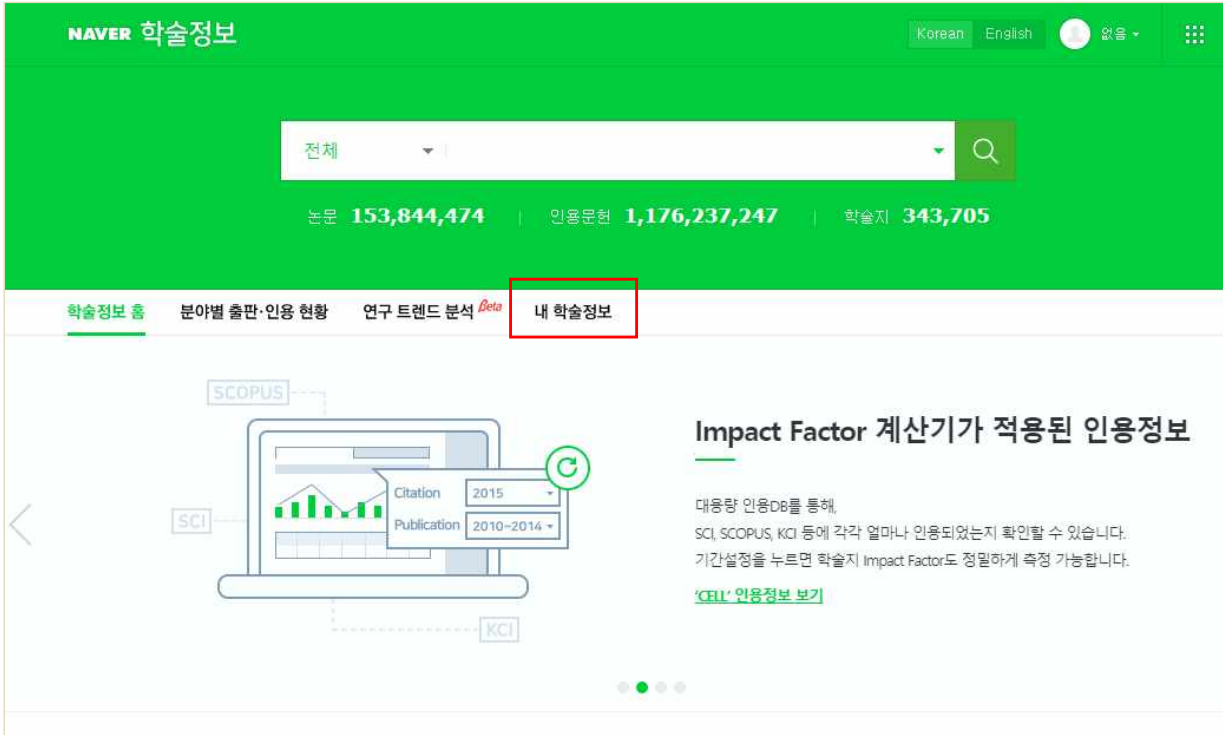 NAVER 학술정보
Korean English 없음
전체
논문 153,844,474 | 인용문헌 1,176,237,247 | 학술지 343,705
학술정보 홈 분야별 출판·인용 현황 연구 트렌드 분석 Beta 내 학술정보
SCOPUS
SCI
KCI
Citation 2015
Publication 2010~2014
Impact Factor 계산기가 적용된 인용정보
대용량 인용DB를 통해,
SCI, SCOPUS, KCI 등에 각각 얼마나 인용되었는지 확인할 수 있습니다.
기간설정을 누르면 학술지 Impact Factor도 정밀하게 측정 가능합니다.
'CELL' 인용정보 보기